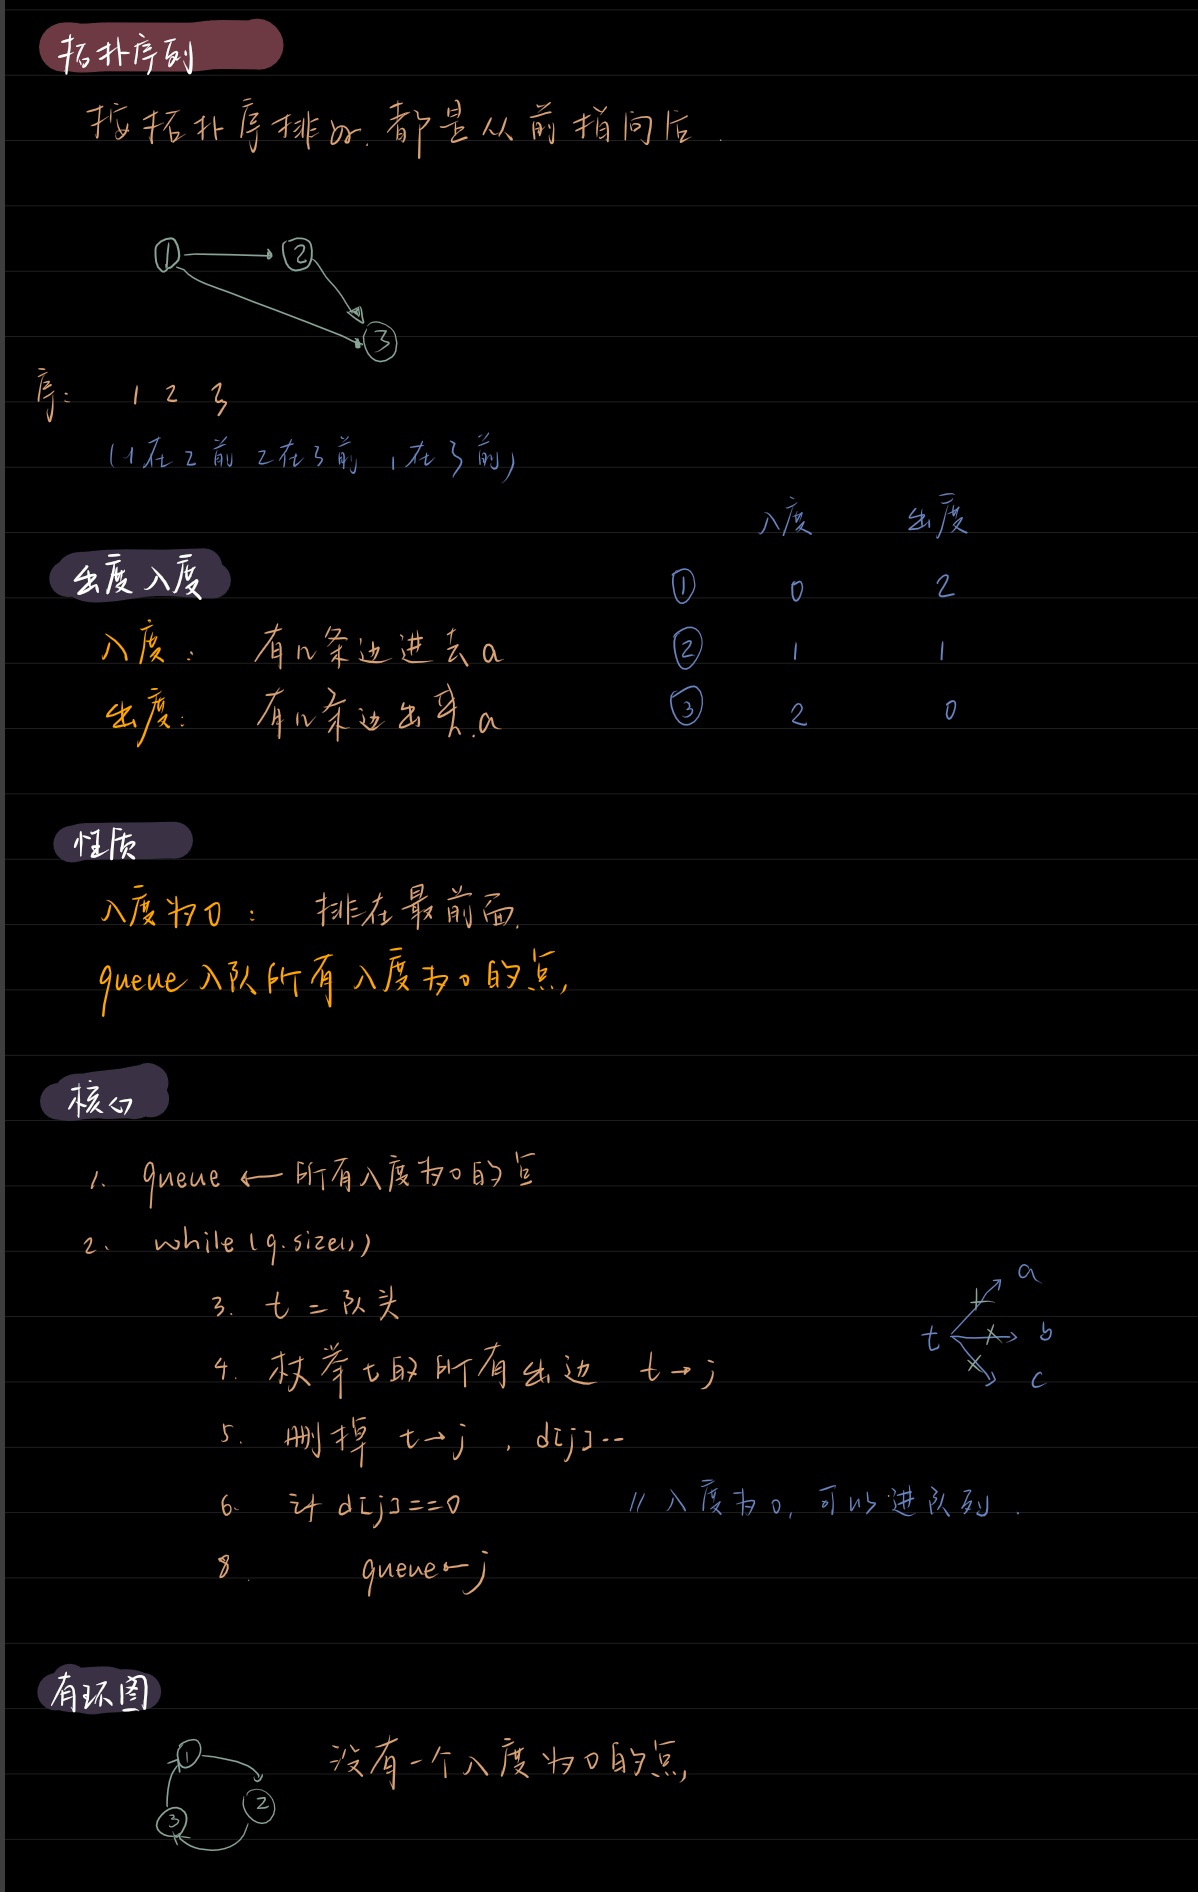 拓扑序列
按拓扑序排好.都是从前指向后.
1 2
3
序: 1 2 3
(1在2前 2在3前 1在3前)
入度 出度
出度入度
① 0 2
入度: 有几条边进去a
② 1 1
出度: 有几条边出来.a
③ 2 0
性质
入度为0: 排在最前面.
queue入队所有入度为0的点,
核心
1. queue ← 所有入度为0的点
2. while(q.size())
3. t = 队头
4. 枚举t的所有出边 t→j
t a
b
c
5. 删掉 t→j, d[j]--
6. 让 d[j]==0 // 入度为0, 可以进队列.
8. queue←j
有环图
1
2
3
没有一个入度为0的点,